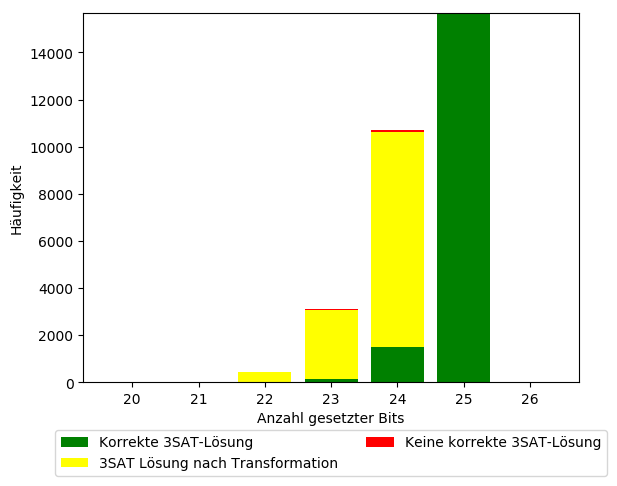 14000
12000
10000
8000
6000
4000
2000
0
Häufigkeit
20 21 22 23 24 25 26
Anzahl gesetzter Bits
Korrekte 3SAT-Lösung Keine korrekte 3SAT-Lösung
3SAT Lösung nach Transformation